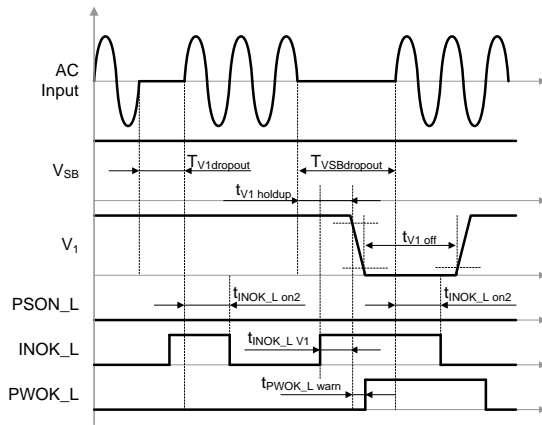 AC
Input
VSB
TV1dropout
TVSBdropout
tV1 holdup
V1
tV1 off
PSON_L
tINOK_L on2
tINOK_L on2
INOK_L
tINOK_L V1
PWOK_L
tPWOK_L warn